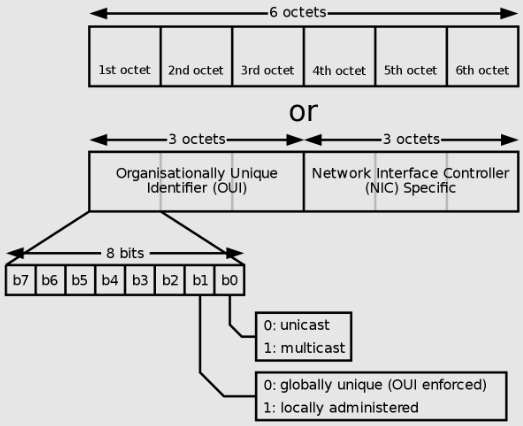 6 octets
1st octet 2nd octet 3rd octet 4th octet 5th octet 6th octet
or
3 octets 3 octets
Organisationally Unique
Identifier (OUI)
Network Interface Controller
(NIC) Specific
8 bits
b7 b6 b5 b4 b3 b2 b1 b0
0: unicast
1: multicast
0: globally unique (OUI enforced)
1: locally administered